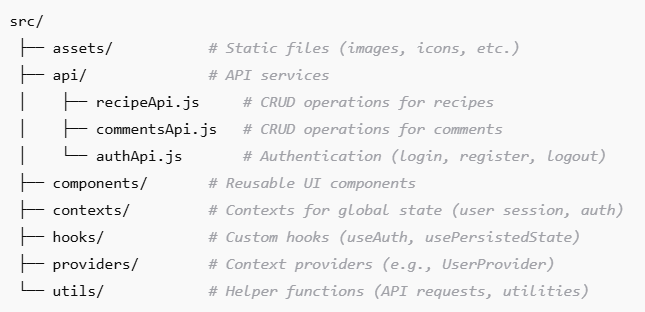 src/
├── assets/ # Static files (images, icons, etc.)
├── api/ # API services
│ ├── recipeApi.js # CRUD operations for recipes
│ ├── commentsApi.js # CRUD operations for comments
│ └── authApi.js # Authentication (login, register, logout)
├── components/ # Reusable UI components
├── contexts/ # Contexts for global state (user session, auth)
├── hooks/ # Custom hooks (useAuth, usePersistedState)
├── providers/ # Context providers (e.g., UserProvider)
└── utils/ # Helper functions (API requests, utilities)